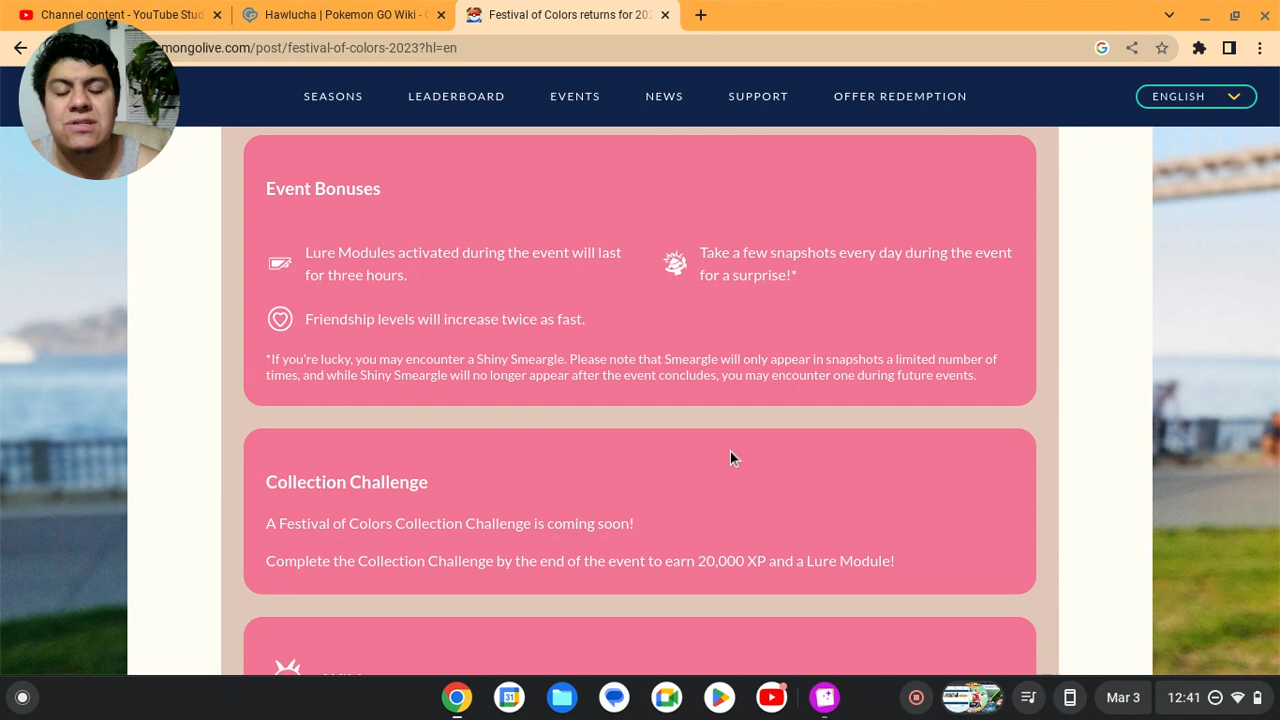 Channel content - YouTube Stud
Hawlucha | Pokemon GO Wiki - G
Festival of Colors returns for 202
mongolive.com/post/festival-of-colors-2023?hl=en
SEASONS LEADERBOARD EVENTS NEWS SUPPORT OFFER REDEMPTION ENGLISH
Event Bonuses
Lure Modules activated during the event will last
for three hours.
Take a few snapshots every day during the event
for a surprise!*
Friendship levels will increase twice as fast.
*If you're lucky, you may encounter a Shiny Smeargle. Please note that Smeargle will only appear in snapshots a limited number of
times, and while Shiny Smeargle will no longer appear after the event concludes, you may encounter one during future events.
Collection Challenge
A Festival of Colors Collection Challenge is coming soon!
Complete the Collection Challenge by the end of the event to earn 20,000 XP and a Lure Module!
31
Mar 3 12:41